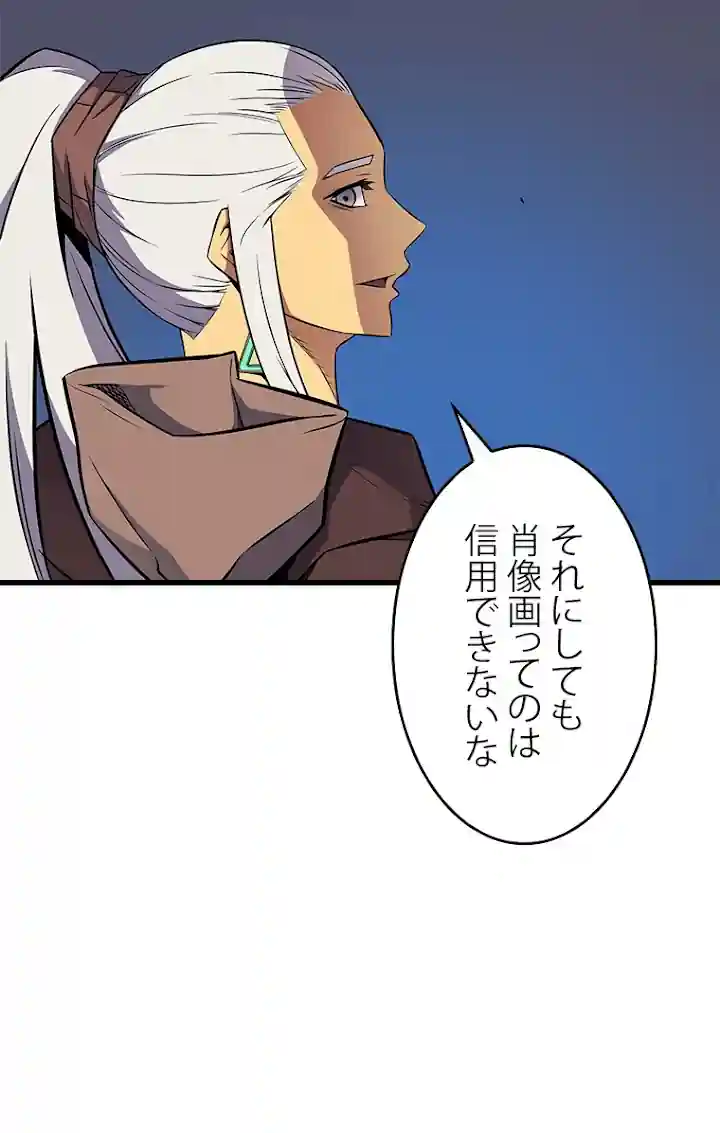 それにしても
肖像画ってのは
信用できないな